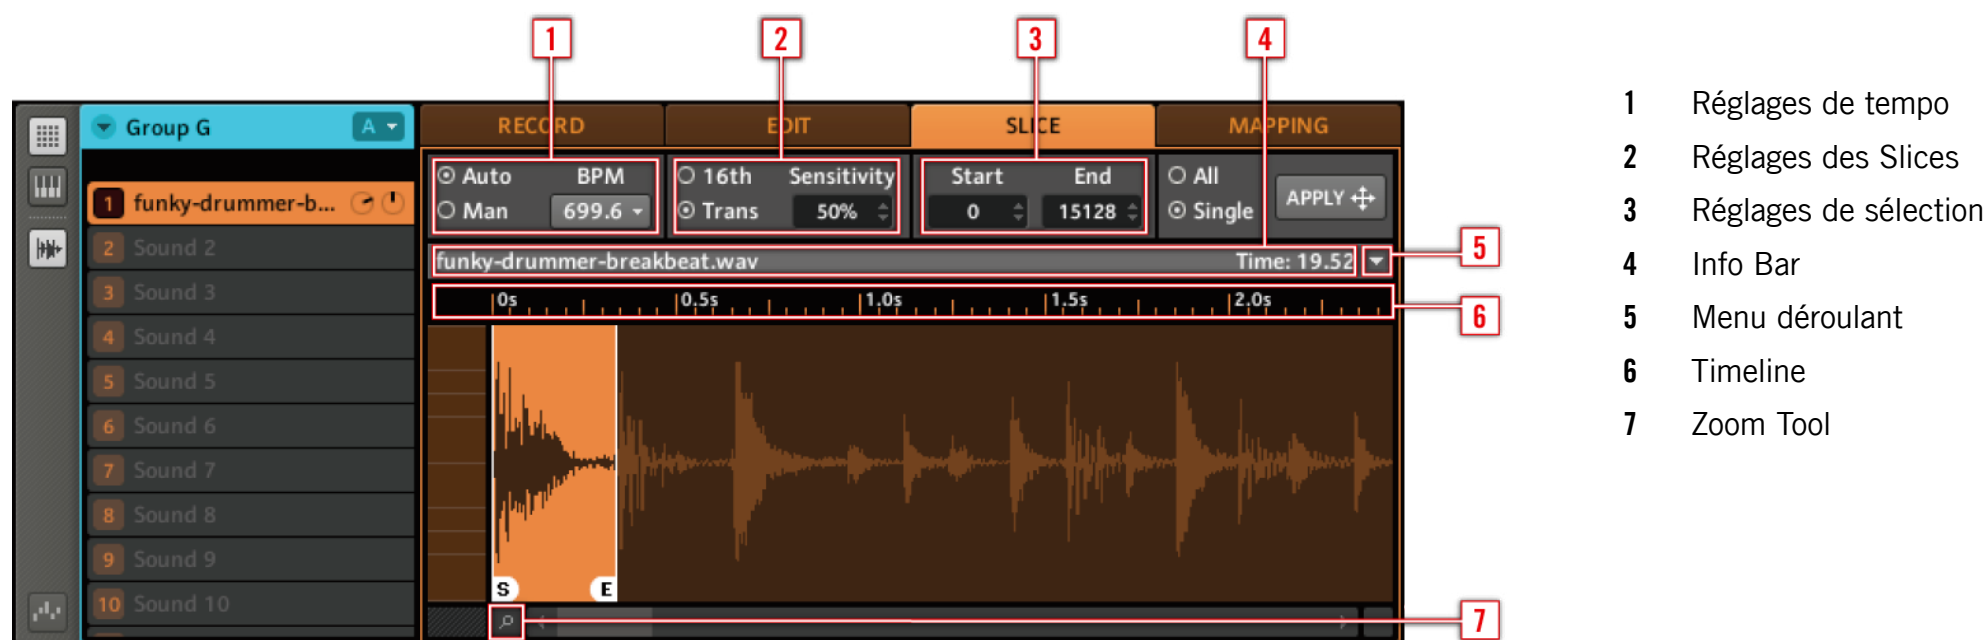 1 2 3 4
Group G A
RECORD EDIT SLICE MAPPING
Auto BPM 16th Sensitivity Start End All
Man 699.6 Trans 50% 0 15128 Single APPLY
1 funky-drummer-b...
2 Sound 2
3 Sound 3
4 Sound 4
5 Sound 5
6 Sound 6
7 Sound 7
8 Sound 8
9 Sound 9
10 Sound 10
funky-drummer-breakbeat.wav Time: 19.52
5
0s 0.5s 1.0s 1.5s 2.0s
6
S E
7
1 Réglages de tempo
2 Réglages des Slices
3 Réglages de sélection
4 Info Bar
5 Menu déroulant
6 Timeline
7 Zoom Tool